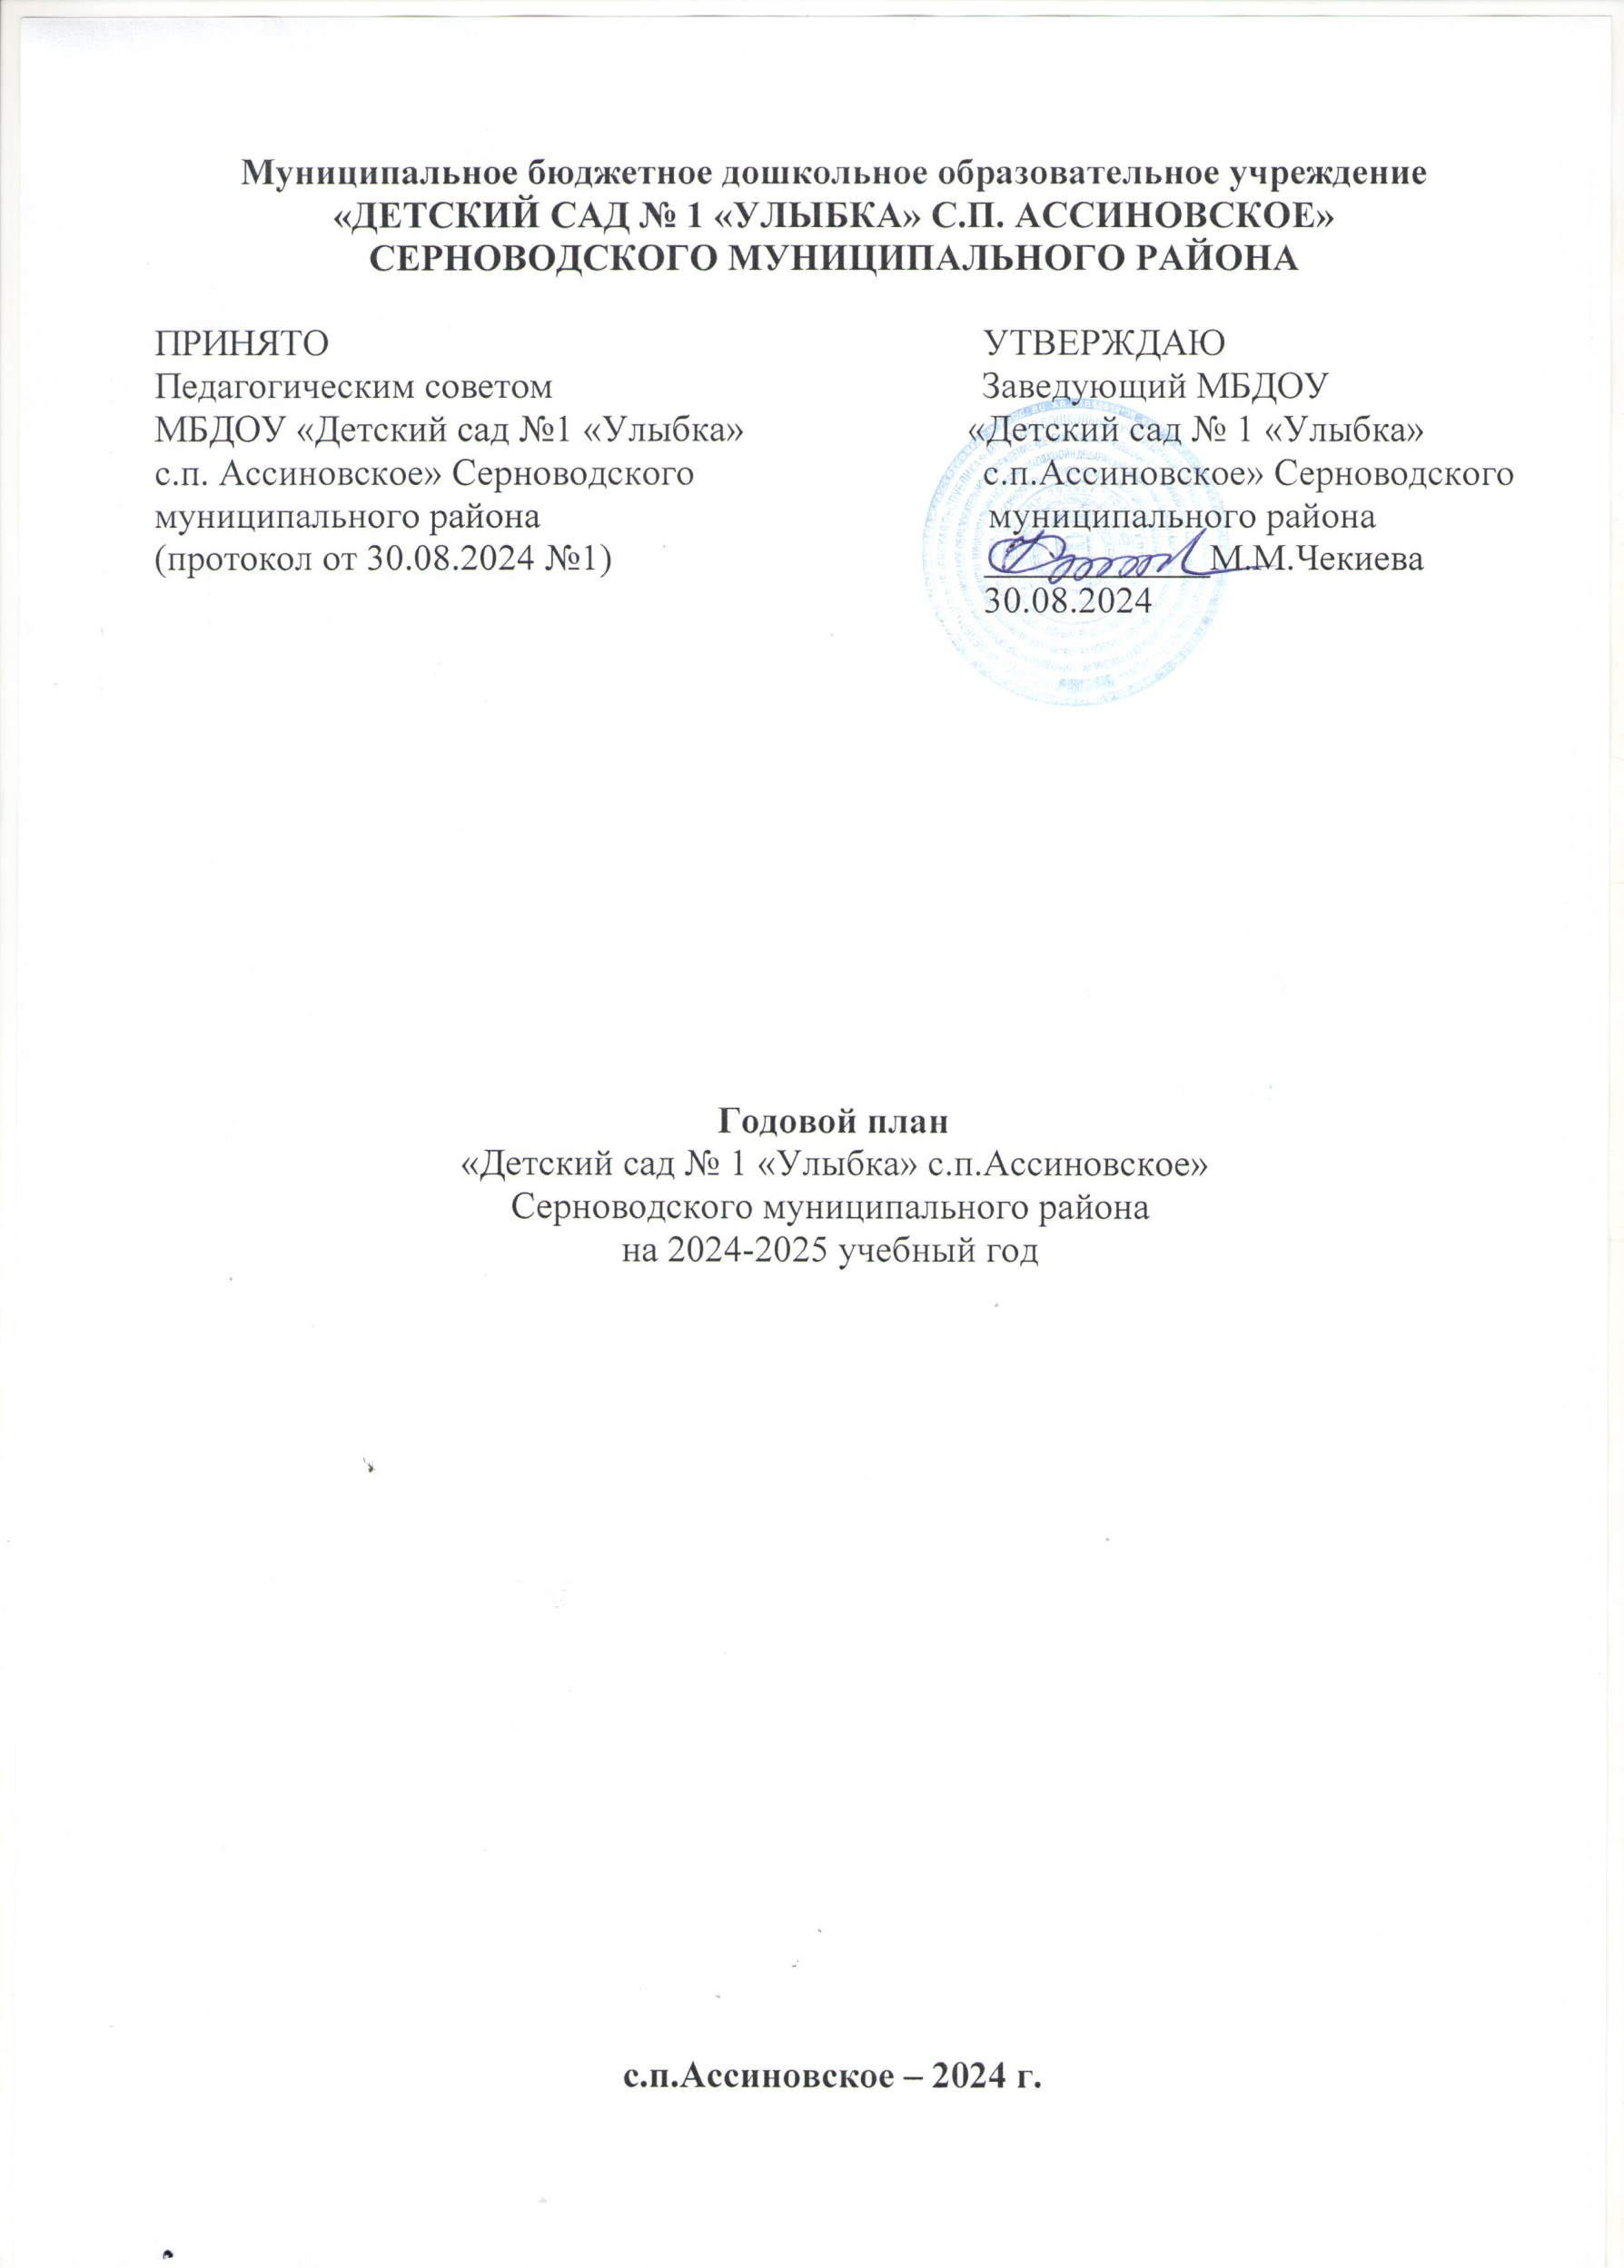 Муниципальное бюджетное дошкольное образовательное учреждение
«ДЕТСКИЙ САД № 1 «УЛЫБКА» С.П. АССИНОВСКОЕ»
СЕРНОВОДСКОГО МУНИЦИПАЛЬНОГО РАЙОНА
ПРИНЯТО
Педагогическим советом
МБДОУ «Детский сад №1 «Улыбка»
с.п. Ассиновское» Серноводского
муниципального района
(протокол от 30.08.2024 №1)
УТВЕРЖДАЮ
Заведующий МБДОУ
«Детский сад № 1 «Улыбка»
с.п.Ассиновское» Серноводского
муниципального района
М.М.Чекиева
30.08.2024
Годовой план
«Детский сад № 1 «Улыбка» с.п.Ассиновское»
Серноводского муниципального района
на 2024-2025 учебный год
с.п.Ассиновское – 2024 г.